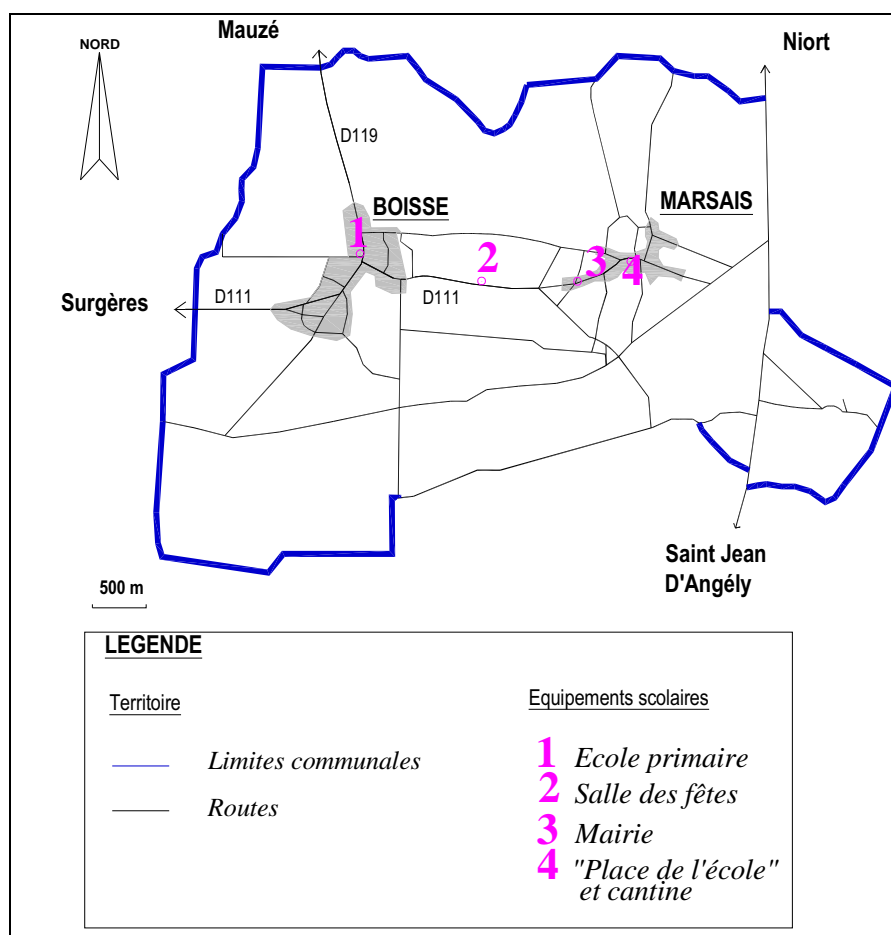 Mauzé
Niort
NORD
D119
BOISSE
MARSAIS
1
2
3
4
Surgères
D111
D111
Saint Jean
D'Angély
500 m
LEGENDE
Territoire
Limites communales
Routes
Equipements scolaires
1 Ecole primaire
2 Salle des fêtes
3 Mairie
4 "Place de l'école"
et cantine